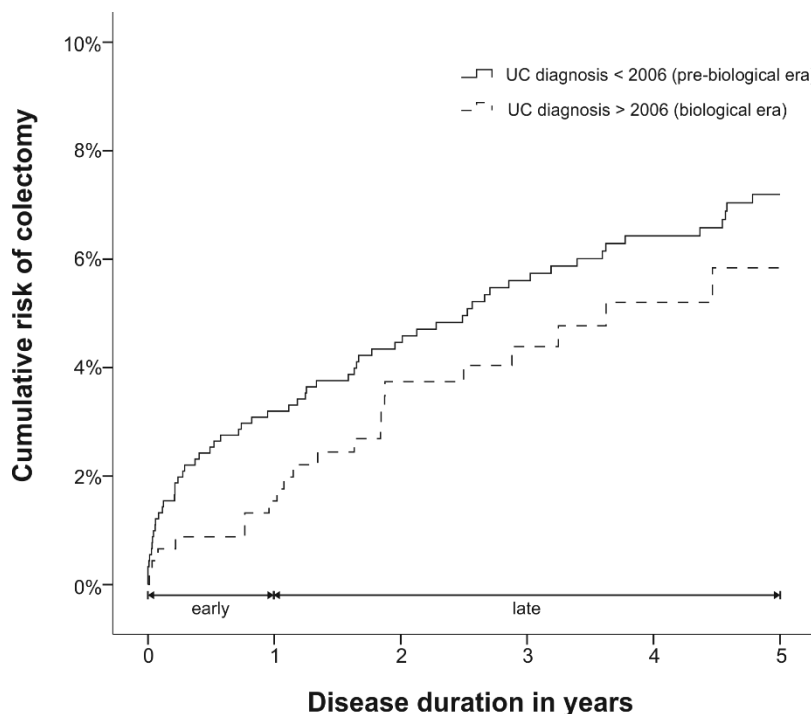 10%
8%
6%
4%
2%
0%
Cumulative risk of colectomy
UC diagnosis < 2006 (pre-biological era
UC diagnosis > 2006 (biological era)
early
late
0
1
2
3
4
5
Disease duration in years